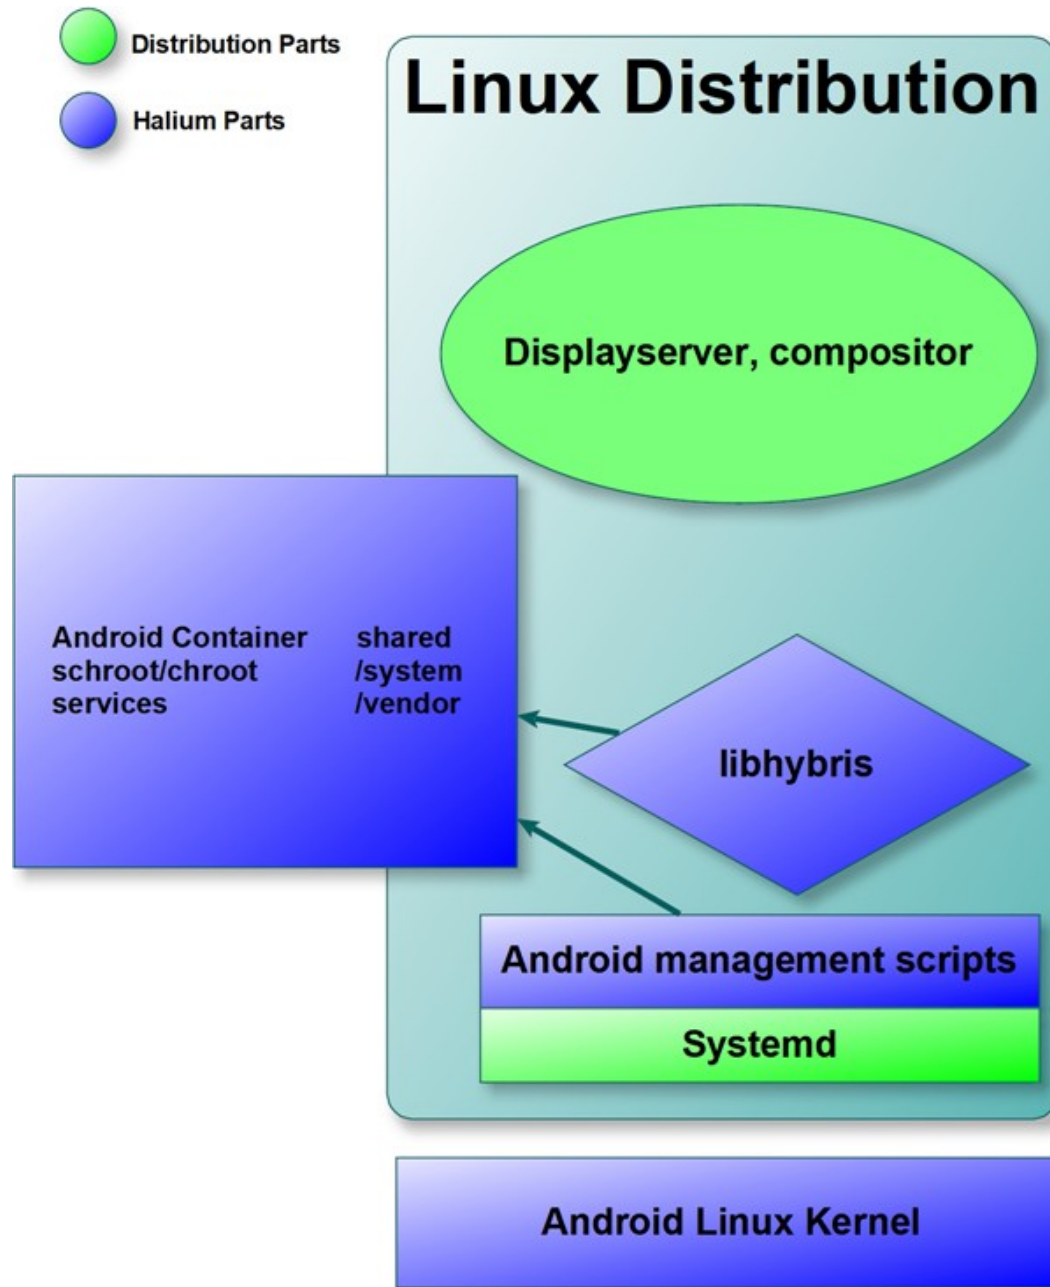 Distribution Parts
Halium Parts
Linux Distribution
Displayserver, compositor
Android Container shared
schroot/chroot /system
services /vendor
libhybris
Android management scripts
Systemd
Android Linux Kernel